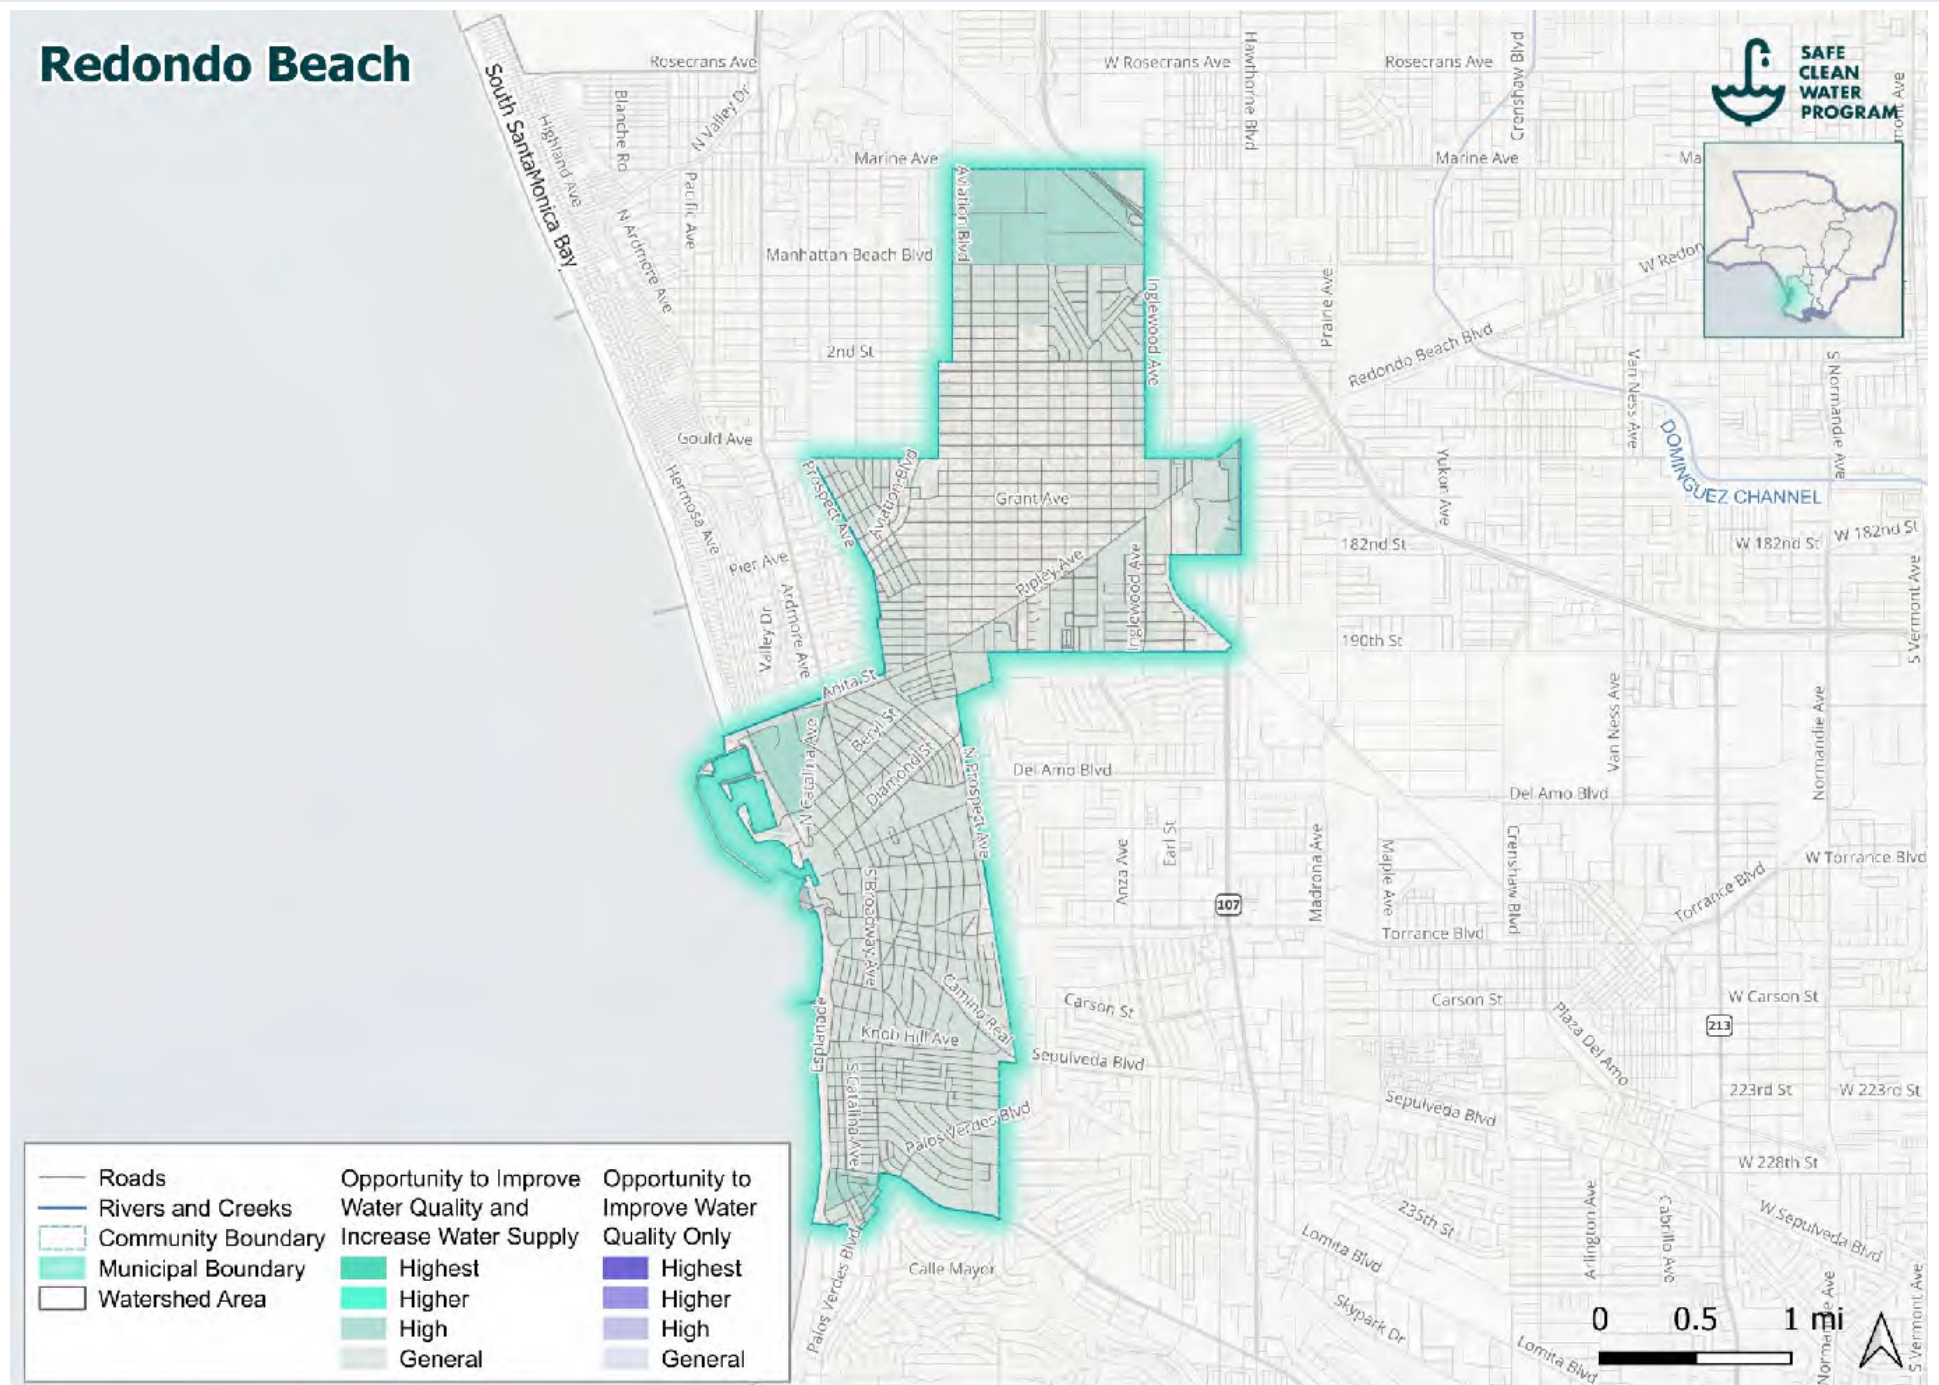 Redondo Beach
SAFE
CLEAN
WATER
PROGRAM
Rosecrans Ave
W Rosecrans Ave
Rosecrans Ave
Hawthorne Blvd
Crenshaw Blvd
South SantaMonica Bay
Highland Ave
Blanche Rd
N Valley Dr
Marine Ave
Marine Ave
Ma
mont Ave
Pacific Ave
N Ardmore Ave
Aviation Blvd
Manhattan Beach Blvd
W Redon
Inglewood Ave
Prairie Ave
2nd St
Redondo Beach Blvd
Van Ness Ave
S Normandie Ave
Gould Ave
Prospect Ave
Aviation Blvd
Hermosa Ave
Grant Ave
Yukon Ave
DOMINGUEZ CHANNEL
182nd St
W 182nd St
W 182nd St
Pier Ave
Ripley Ave
Inglewood Ave
Ardmore Ave
Valley Dr
190th St
S Vermont Ave
Anita St
Van Ness Ave
Normandie Ave
N Catalina Ave
Beryl St
Diamond St
N Prospect Ave
Del Amo Blvd
Del Amo Blvd
Anza Ave
Earl St
Madrona Ave
Maple Ave
Crenshaw Blvd
W Torrance Blvd
Torrance Blvd
107
Torrance Blvd
S Broadway Ave
Camino Real
Carson St
Carson St
W Carson St
Plaza Del Amo
213
Esplanade
Knob Hill Ave
Sepulveda Blvd
223rd St
W 223rd St
S Catalina Ave
Palos Verdes Blvd
Sepulveda Blvd
W 228th St
Arlington Ave
Cabrillo Ave
235th St
W Sepulveda Blvd
Lomita Blvd
Palos Verdes Blvd
Calle Mayor
Skypark Dr
Lomita Blvd
Normandie Ave
S Vermont Ave
Roads
Rivers and Creeks
Community Boundary
Municipal Boundary
Watershed Area
Opportunity to Improve
Water Quality and
Increase Water Supply
Highest
Higher
High
General
Opportunity to
Improve Water
Quality Only
Highest
Higher
High
General
0 0.5 1 mi